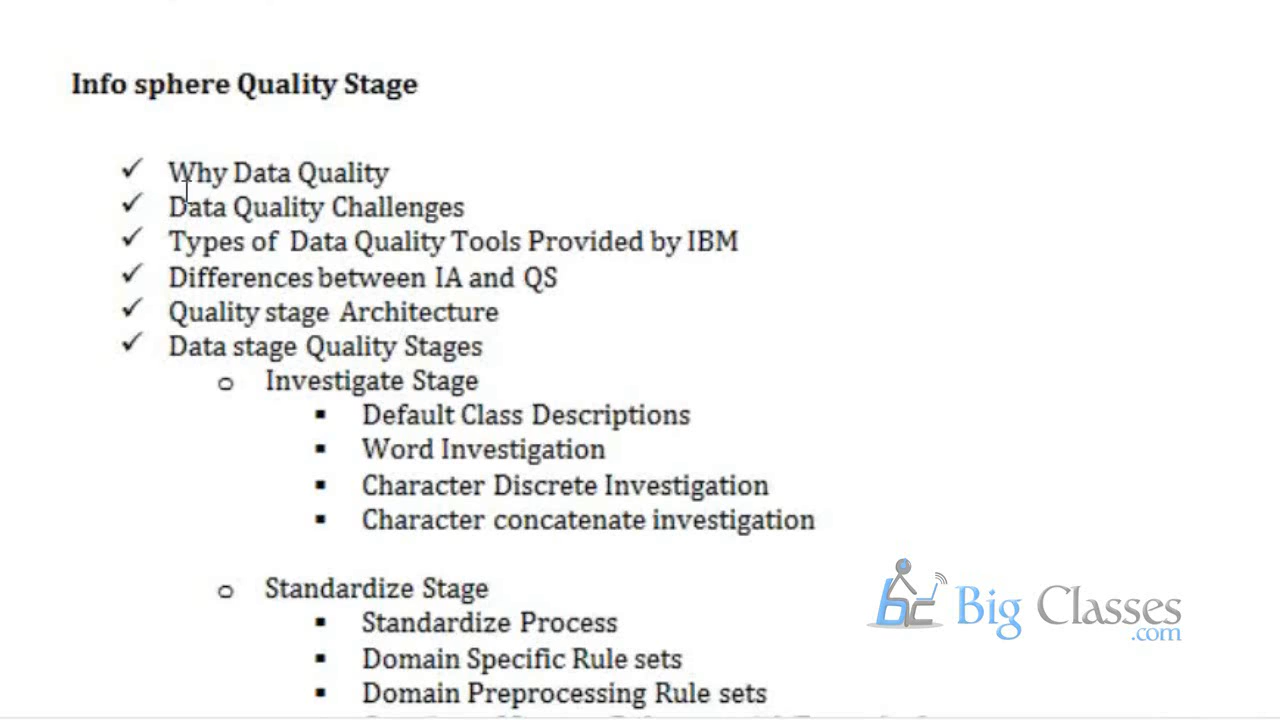 Info sphere Quality Stage
✓ Why Data Quality
✓ Data Quality Challenges
✓ Types of Data Quality Tools Provided by IBM
✓ Differences between IA and QS
✓ Quality stage Architecture
✓ Data stage Quality Stages
o Investigate Stage
▪ Default Class Descriptions
▪ Word Investigation
▪ Character Discrete Investigation
▪ Character concatenate investigation
o Standardize Stage
▪ Standardize Process
▪ Domain Specific Rule sets
▪ Domain Preprocessing Rule sets
bc Big Classes
.com